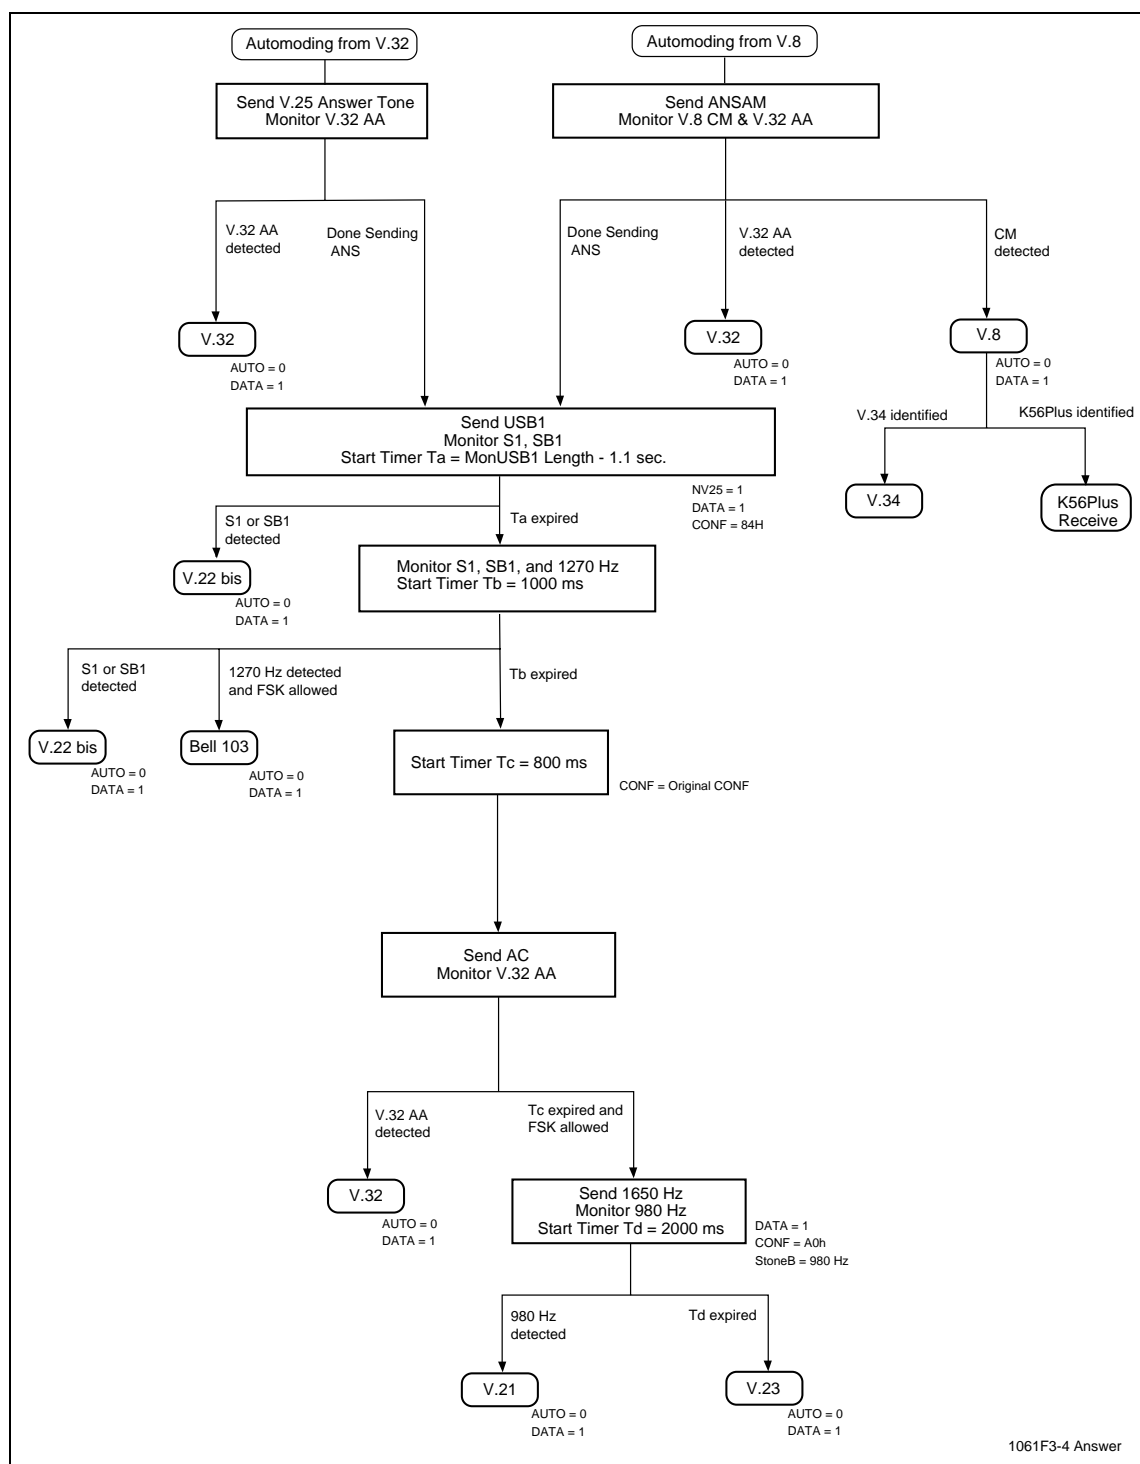 Automoding from V.32
Automoding from V.8
Send V.25 Answer Tone
Monitor V.32 AA
Send ANSAM
Monitor V.8 CM & V.32 AA
V.32 AA
detected
Done Sending
ANS
Done Sending
ANS
V.32 AA
detected
CM
detected
V.32
AUTO = 0
DATA = 1
V.32
AUTO = 0
DATA = 1
V.8
AUTO = 0
DATA = 1
Send USB1
Monitor S1, SB1
Start Timer Ta = MonUSB1 Length - 1.1 sec.
NV25 = 1
DATA = 1
CONF = 84H
V.34 identified
K56Plus identified
V.34
K56Plus
Receive
S1 or SB1
detected
Ta expired
V.22 bis
AUTO = 0
DATA = 1
Monitor S1, SB1, and 1270 Hz
Start Timer Tb = 1000 ms
S1 or SB1
detected
1270 Hz detected
and FSK allowed
Tb expired
V.22 bis
AUTO = 0
DATA = 1
Bell 103
AUTO = 0
DATA = 1
Start Timer Tc = 800 ms
CONF = Original CONF
Send AC
Monitor V.32 AA
V.32 AA
detected
Tc expired and
FSK allowed
V.32
AUTO = 0
DATA = 1
Send 1650 Hz
Monitor 980 Hz
Start Timer Td = 2000 ms
DATA = 1
CONF = A0h
StoneB = 980 Hz
980 Hz
detected
Td expired
V.21
AUTO = 0
DATA = 1
V.23
AUTO = 0
DATA = 1
1061F3-4 Answer